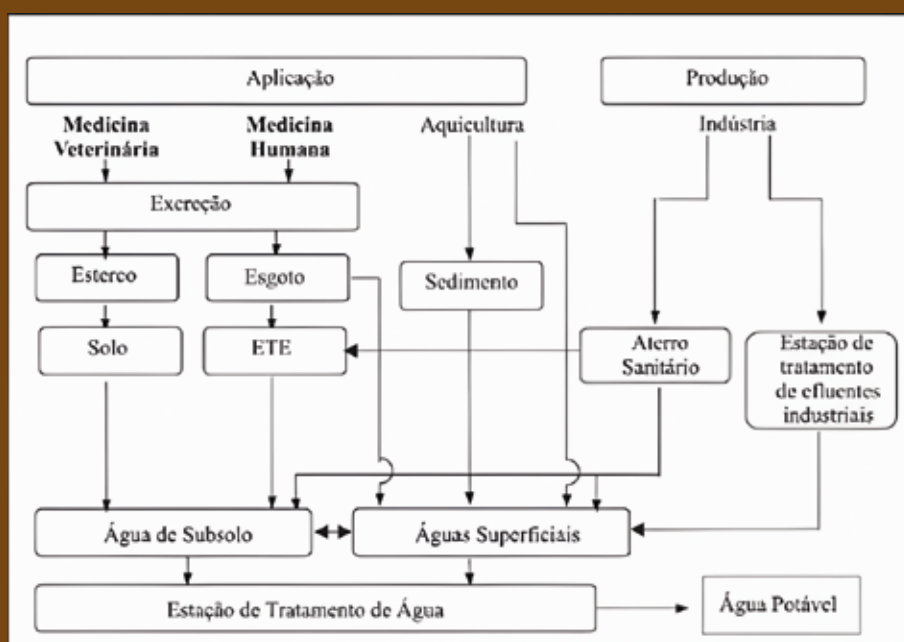 Aplicação
Produção
Medicina
Veterinária
Medicina
Humana
Aquicultura
Indústria
Excreção
Esterco
Esgoto
Sedimento
Solo
ETE
Aterro
Sanitário
Estação de
tratamento
de efluentes
industriais
Água de Subsolo
Águas Superficiais
Estação de Tratamento de Água
Água Potável